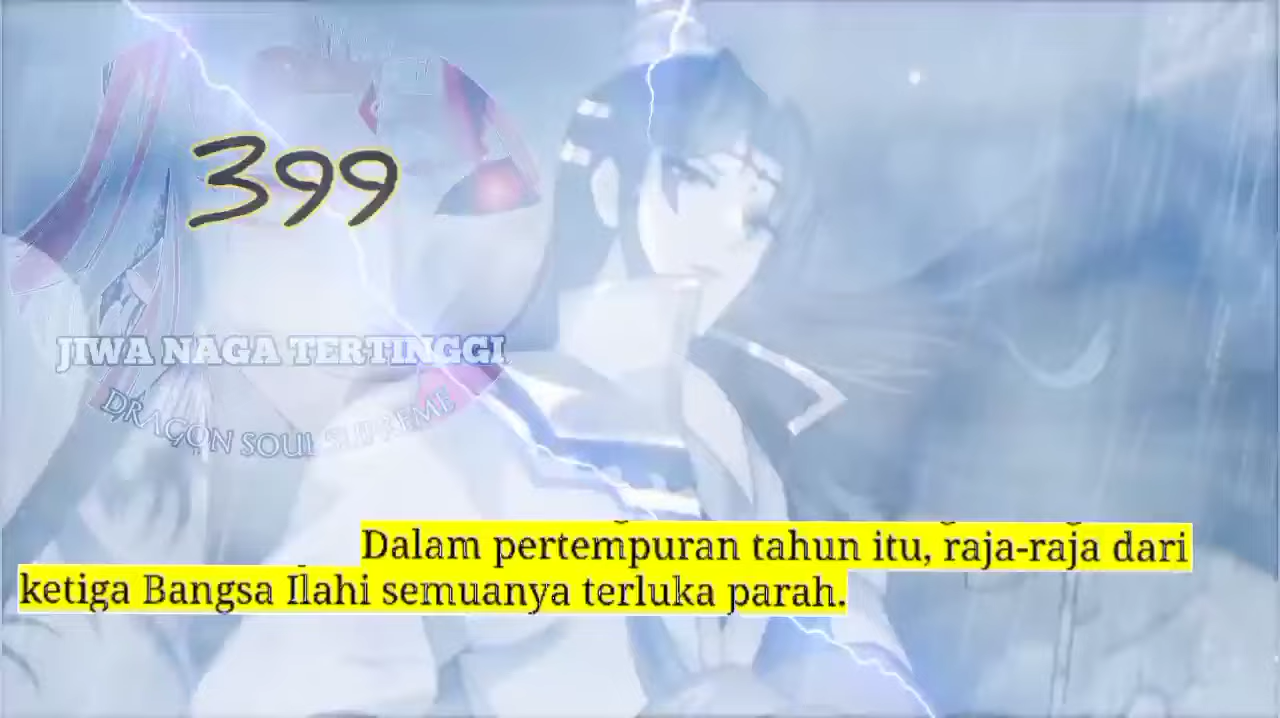 399
JIWA NAGA TERTINGGI
DRAGON SOUL SUPREME
Dalam pertempuran tahun itu, raja-raja dari
ketiga Bangsa Ilahi semuanya terluka parah.